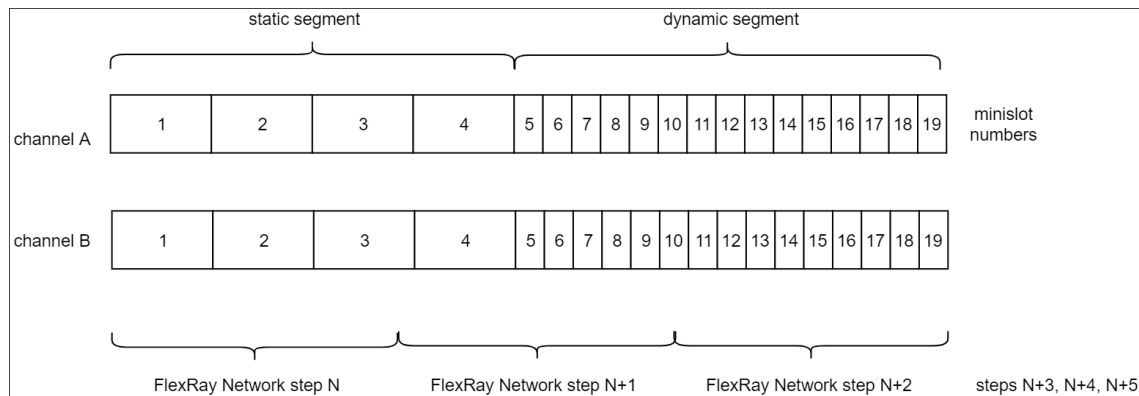 static segment
dynamic segment
channel A
1 2 3 4 5 6 7 8 9 10 11 12 13 14 15 16 17 18 19
minislot
numbers
channel B
1 2 3 4 5 6 7 8 9 10 11 12 13 14 15 16 17 18 19
FlexRay Network step N
FlexRay Network step N+1
FlexRay Network step N+2
steps N+3, N+4, N+5